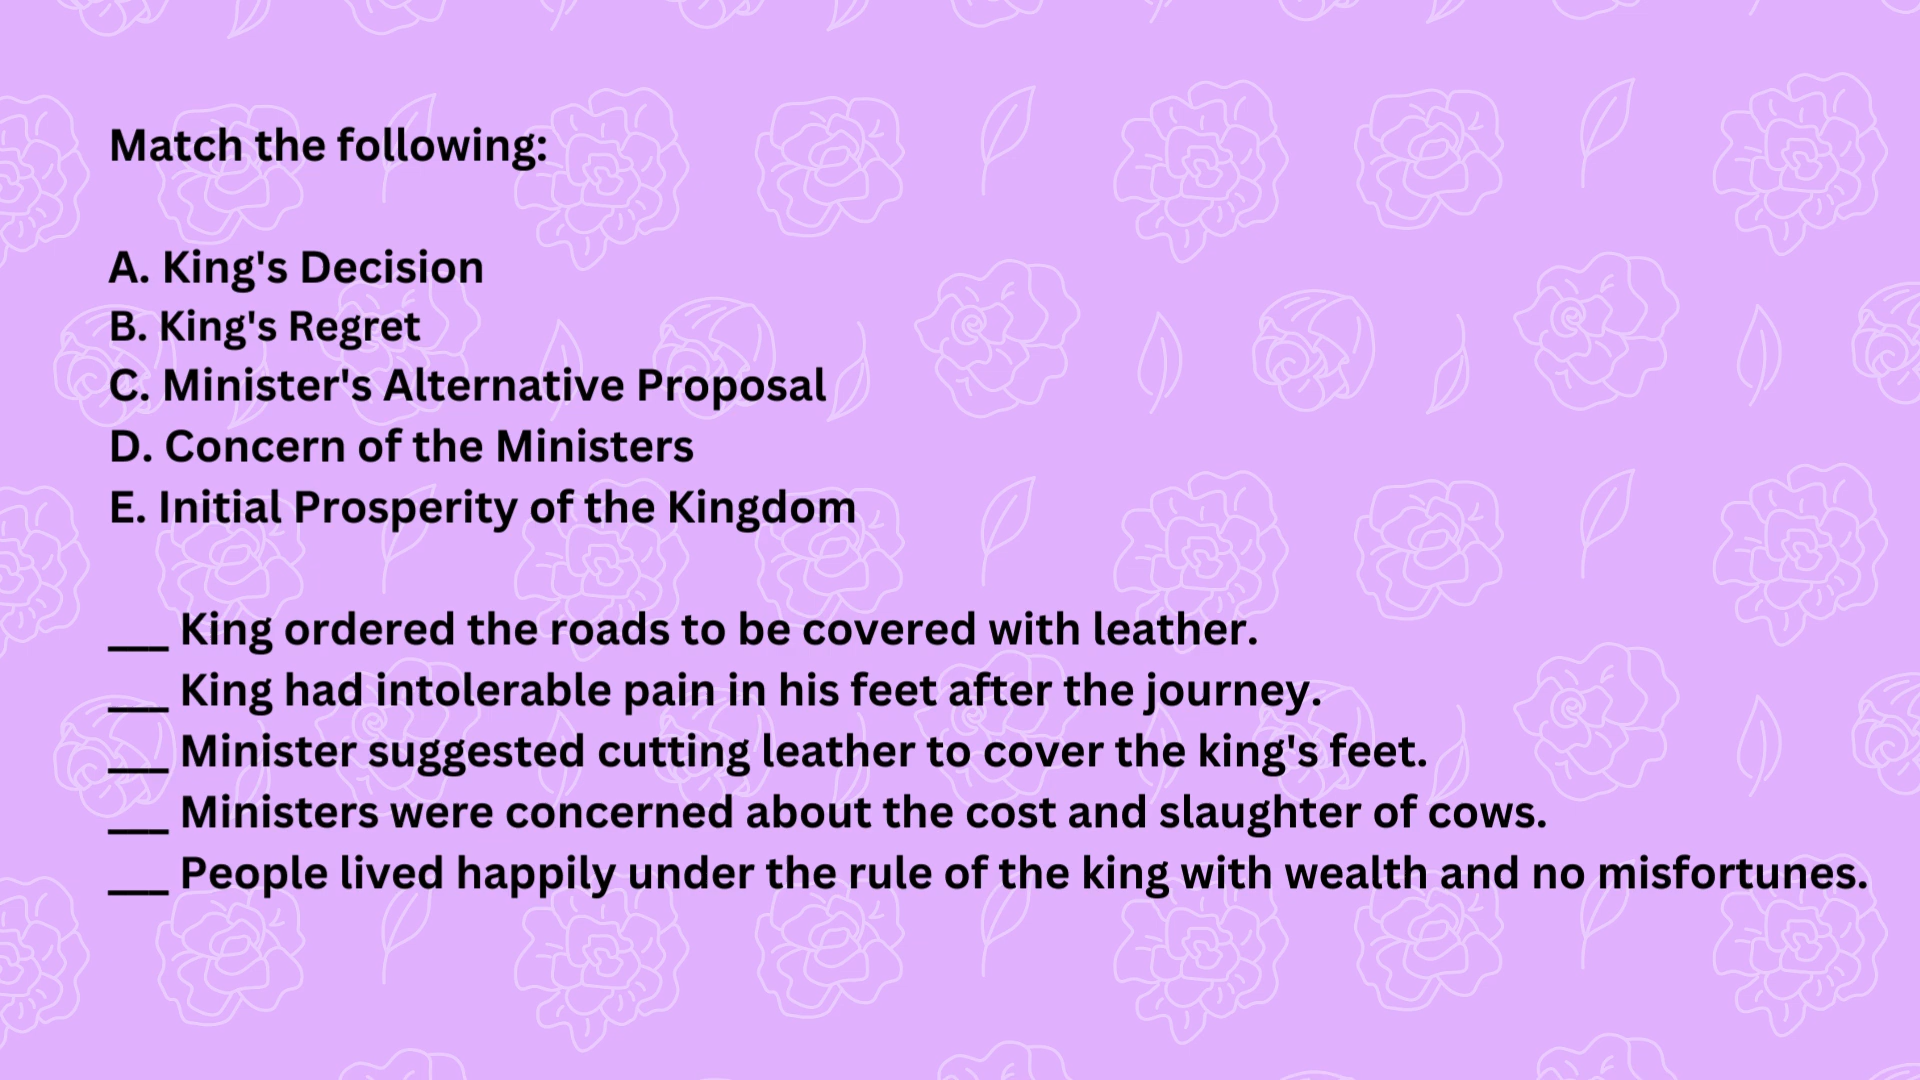 Match the following:
A. King's Decision
B. King's Regret
C. Minister's Alternative Proposal
D. Concern of the Ministers
E. Initial Prosperity of the Kingdom
___ King ordered the roads to be covered with leather.
___ King had intolerable pain in his feet after the journey.
___ Minister suggested cutting leather to cover the king's feet.
___ Ministers were concerned about the cost and slaughter of cows.
___ People lived happily under the rule of the king with wealth and no misfortunes.